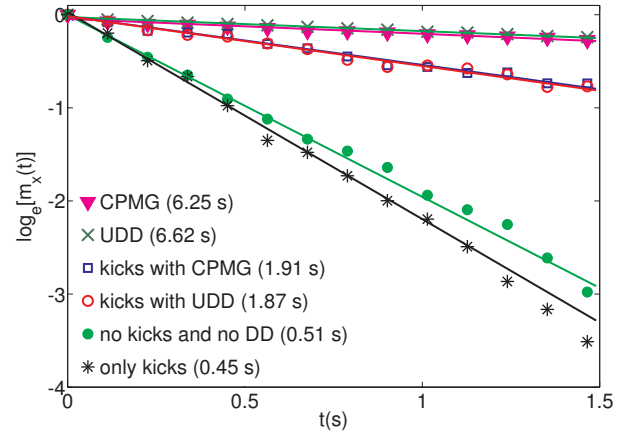 0
-1
-2
-3
-4
log_e[m_x(t)]
CPMG (6.25 s)
UDD (6.62 s)
kicks with CPMG (1.91 s)
kicks with UDD (1.87 s)
no kicks and no DD (0.51 s)
only kicks (0.45 s)
0 0.5 1 1.5
t(s)